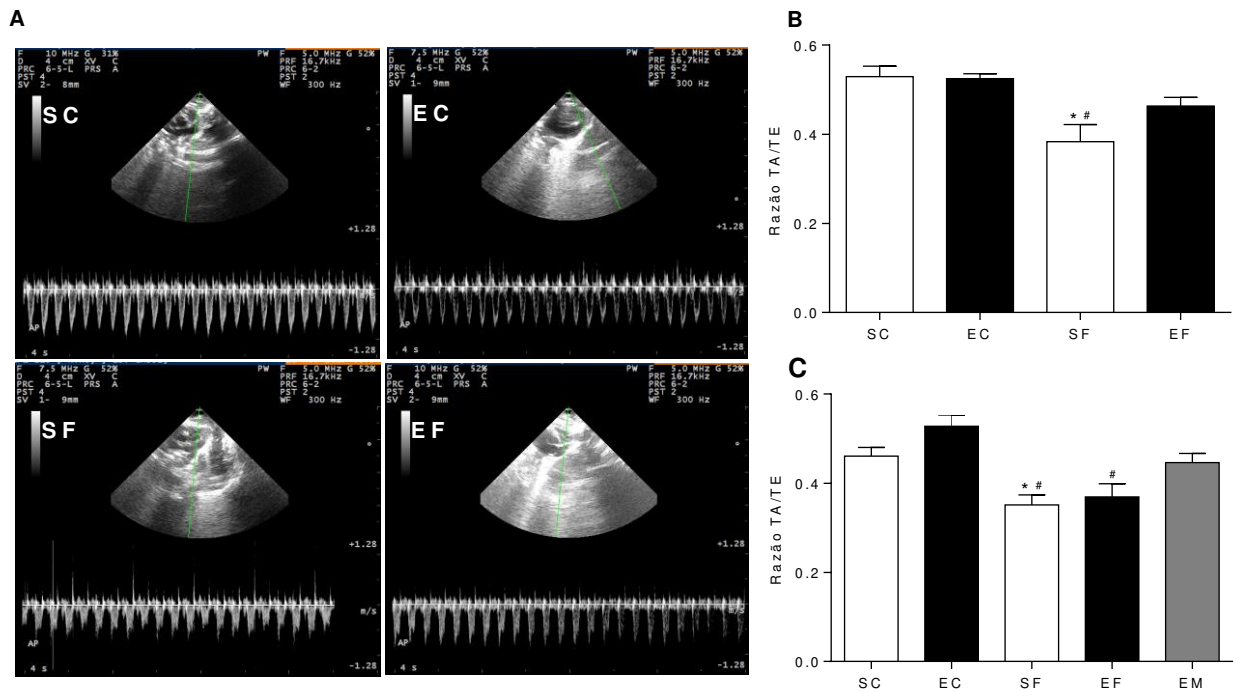 A
F 10 MHz G 31%
D 4 cm XV C
PRC 6-5-L PRS A
PST 4
SV 2- 8mm
PW F 5.0 MHz G 52%
PRF 16.7kHz
PRC 6-2
PST 2
WF 300 Hz
SC
+1.28
m/s
AP
4 s
-1.28
F 7.5 MHz G 52%
D 4 cm XV C
PRC 6-5-L PRS A
PST 4
SV 1- 9mm
PW F 5.0 MHz G 52%
PRF 16.7kHz
PRC 6-2
PST 2
WF 300 Hz
EC
+1.28
m/s
AP
4 s
-1.28
F 7.5 MHz G 52%
D 4 cm XV C
PRC 6-5-L PRS A
PST 4
SV 1- 9mm
PW F 5.0 MHz G 52%
PRF 16.7kHz
PRC 6-2
PST 2
WF 300 Hz
SF
+1.28
m/s
AP
4 s
-1.28
F 10 MHz G 52%
D 4 cm XV C
PRC 6-5-L PRS A
PST 4
SV 2- 9mm
PW F 5.0 MHz G 52%
PRF 16.7kHz
PRC 6-2
PST 2
WF 300 Hz
EF
+1.28
m/s
AP
4 s
-1.28
B
Razão TA/TE
0.6
0.4
0.2
0.0
* #
SC EC SF EF
C
Razão TA/TE
0.6
0.4
0.2
0.0
* #
#
SC EC SF EF EM